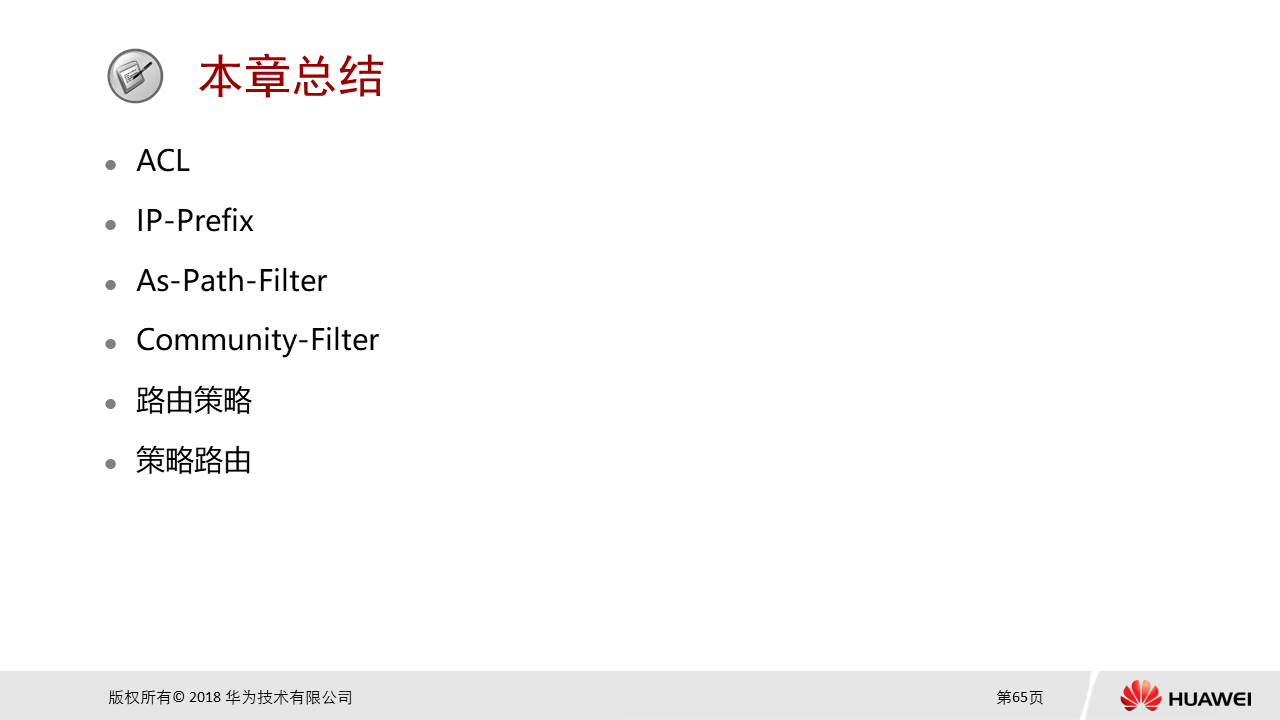 本章总结
ACL
IP-Prefix
As-Path-Filter
Community-Filter
路由策略
策略路由
版权所有© 2018 华为技术有限公司
第65页
HUAWEI